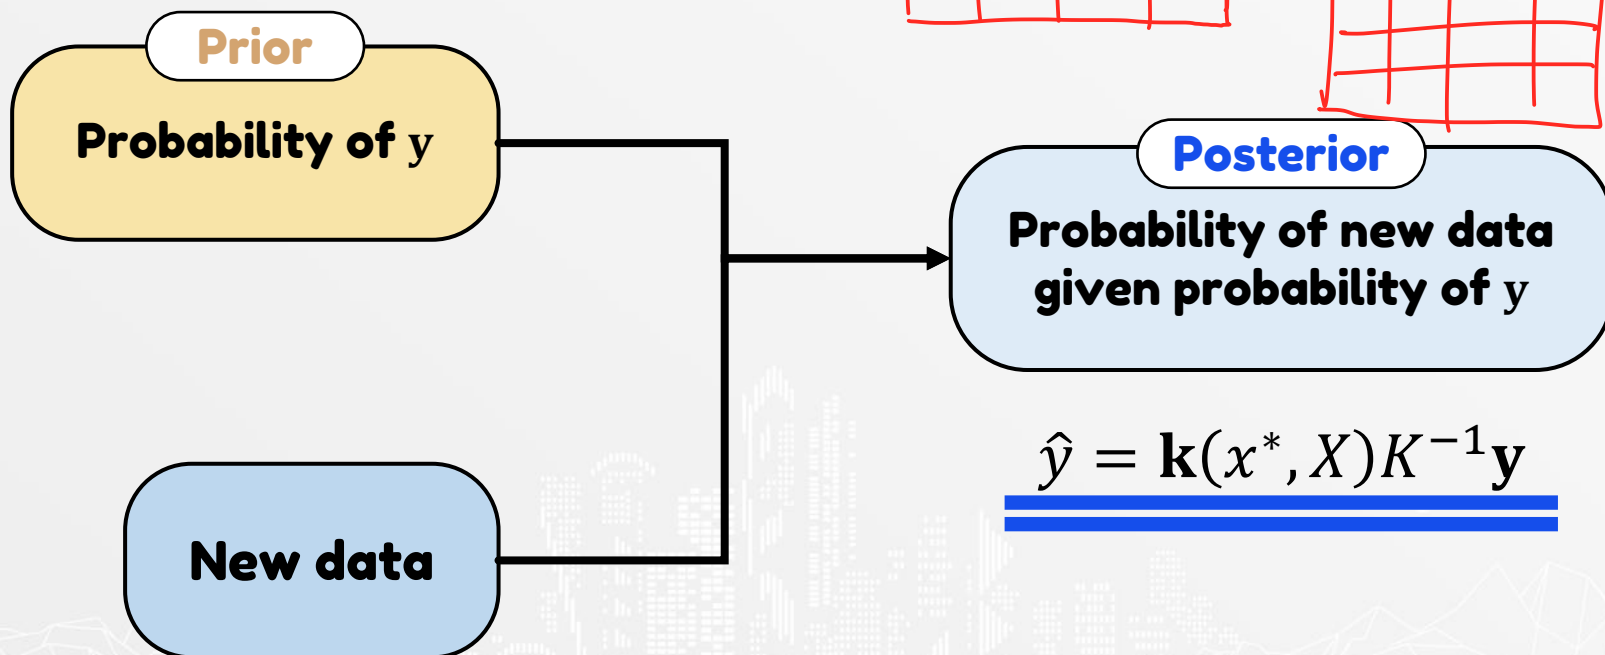 Prior
Probability of y
New data
Posterior
Probability of new data
given probability of y
ŷ = k(x*, X)K⁻¹y